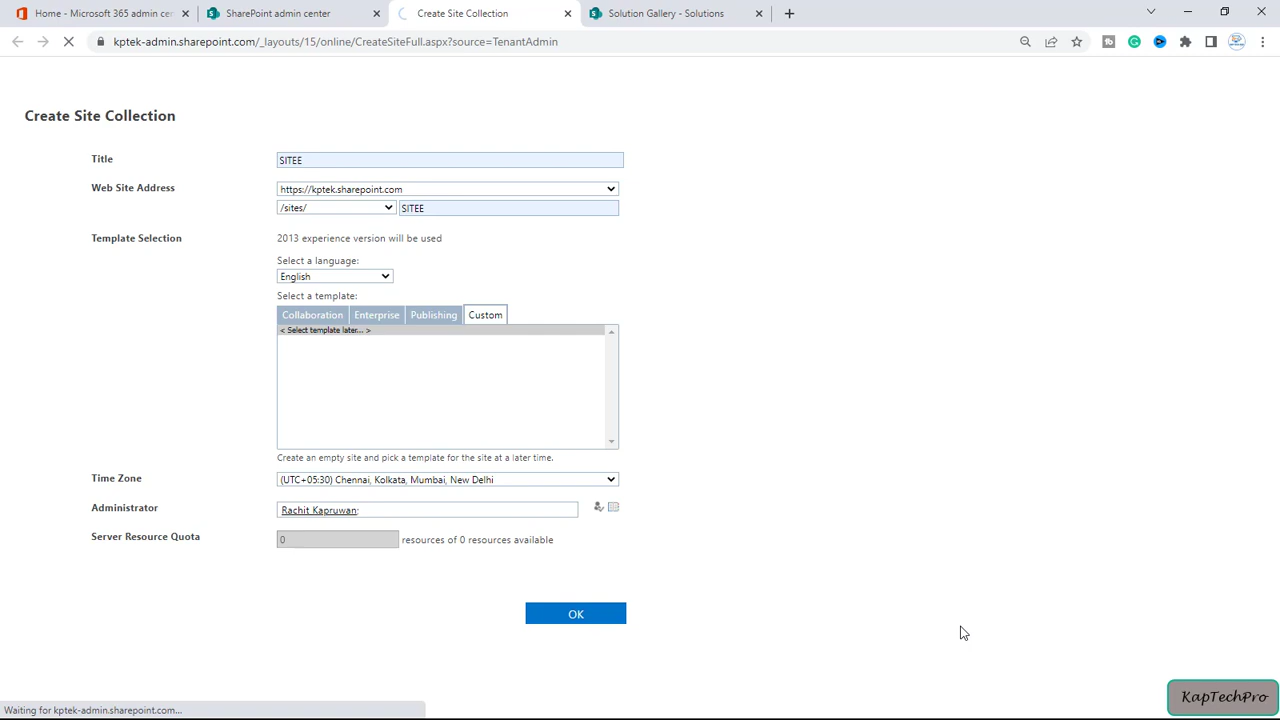 Home - Microsoft 365 admin cen
SharePoint admin center
Create Site Collection
Solution Gallery - Solutions
kptek-admin.sharepoint.com/_layouts/15/online/CreateSiteFull.aspx?source=TenantAdmin
Create Site Collection
Title
SITEE
Web Site Address
https://kptek.sharepoint.com
/sites/
SITEE
Template Selection
2013 experience version will be used
Select a language:
English
Select a template:
Collaboration
Enterprise
Publishing
Custom
< Select template later... >
Create an empty site and pick a template for the site at a later time.
Time Zone
(UTC+05:30) Chennai, Kolkata, Mumbai, New Delhi
Administrator
Rachit Kapruwan;
Server Resource Quota
0
resources of 0 resources available
OK
KapTechPro
Waiting for kptek-admin.sharepoint.com...